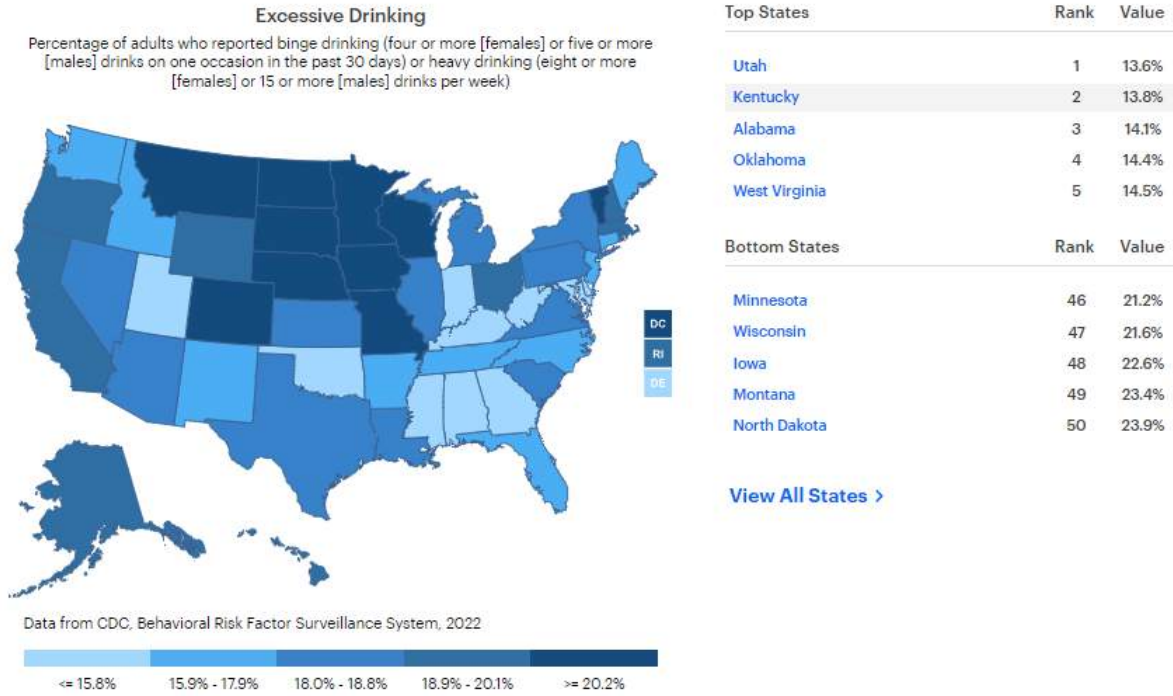 Excessive Drinking
Percentage of adults who reported binge drinking (four or more [females] or five or more
[males] drinks on one occasion in the past 30 days) or heavy drinking (eight or more
[females] or 15 or more [males] drinks per week)
DC
RI
DE
Data from CDC, Behavioral Risk Factor Surveillance System, 2022
<= 15.8% 15.9% - 17.9% 18.0% - 18.8% 18.9% - 20.1% >= 20.2%
Top States Rank Value
Utah 1 13.6%
Kentucky 2 13.8%
Alabama 3 14.1%
Oklahoma 4 14.4%
West Virginia 5 14.5%
Bottom States Rank Value
Minnesota 46 21.2%
Wisconsin 47 21.6%
Iowa 48 22.6%
Montana 49 23.4%
North Dakota 50 23.9%
View All States >